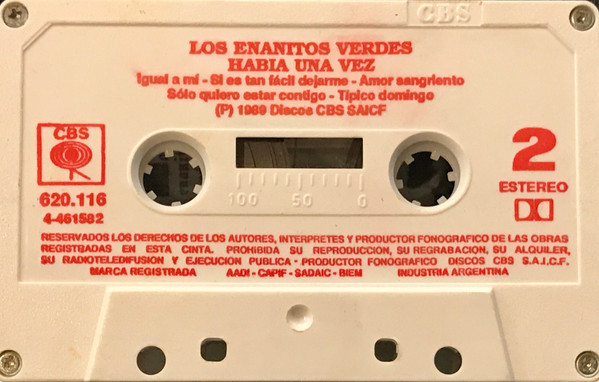 CBS
LOS ENANITOS VERDES
HABIA UNA VEZ
Igual a mí - Si es tan fácil dejarme - Amor sangriento
Sólo quiero estar contigo - Típico domingo
(P) 1989 Discos CBS SAICF
CBS
2
620.116
4-461582
ESTEREO
100 50 0
RESERVADOS LOS DERECHOS DE LOS AUTORES, INTERPRETES Y PRODUCTOR FONOGRAFICO DE LAS OBRAS
REGISTRADAS EN ESTA CINTA. PROHIBIDA SU REPRODUCCION, SU REGRABACION, SU ALQUILER,
SU RADIOTELEDIFUSION Y EJECUCION PUBLICA - PRODUCTOR FONOGRÁFICO DISCOS CBS S.A.I.C.F.
MARCA REGISTRADA AADI - CAPIF - SADAIC - BIEM INDUSTRIA ARGENTINA